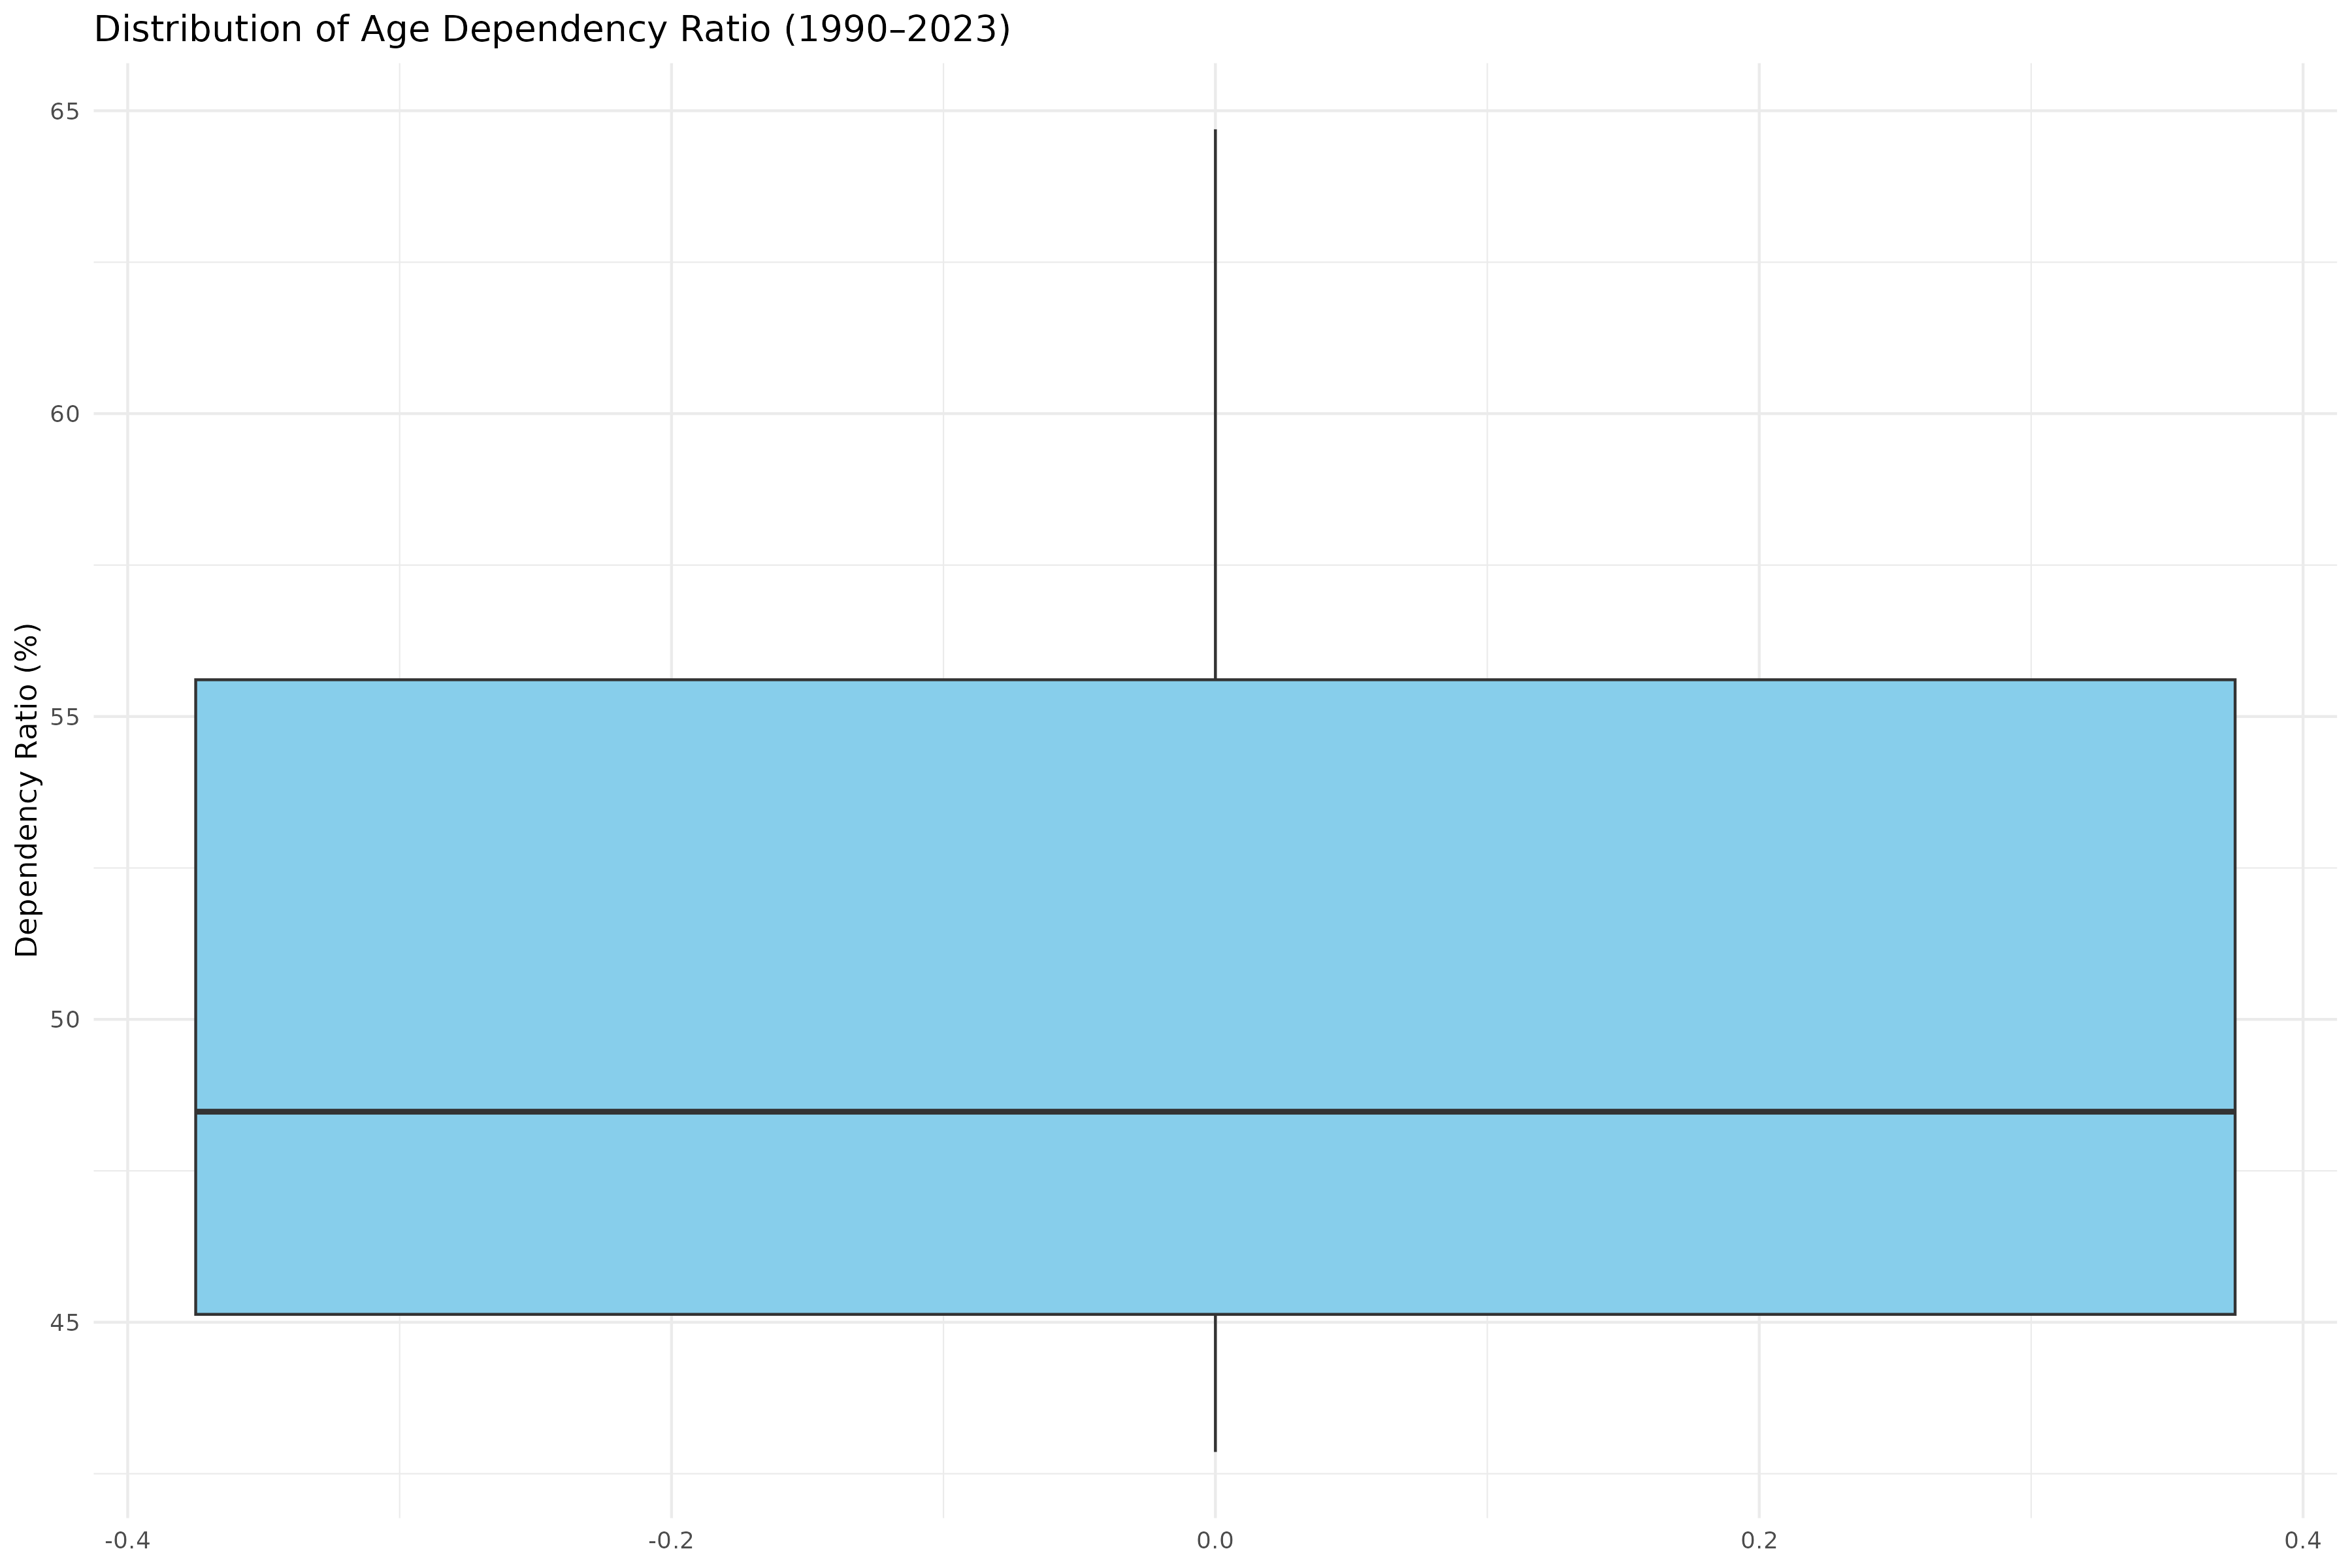 Distribution of Age Dependency Ratio (1990–2023)
Dependency Ratio (%)
65
60
55
50
45
-0.4 -0.2 0.0 0.2 0.4